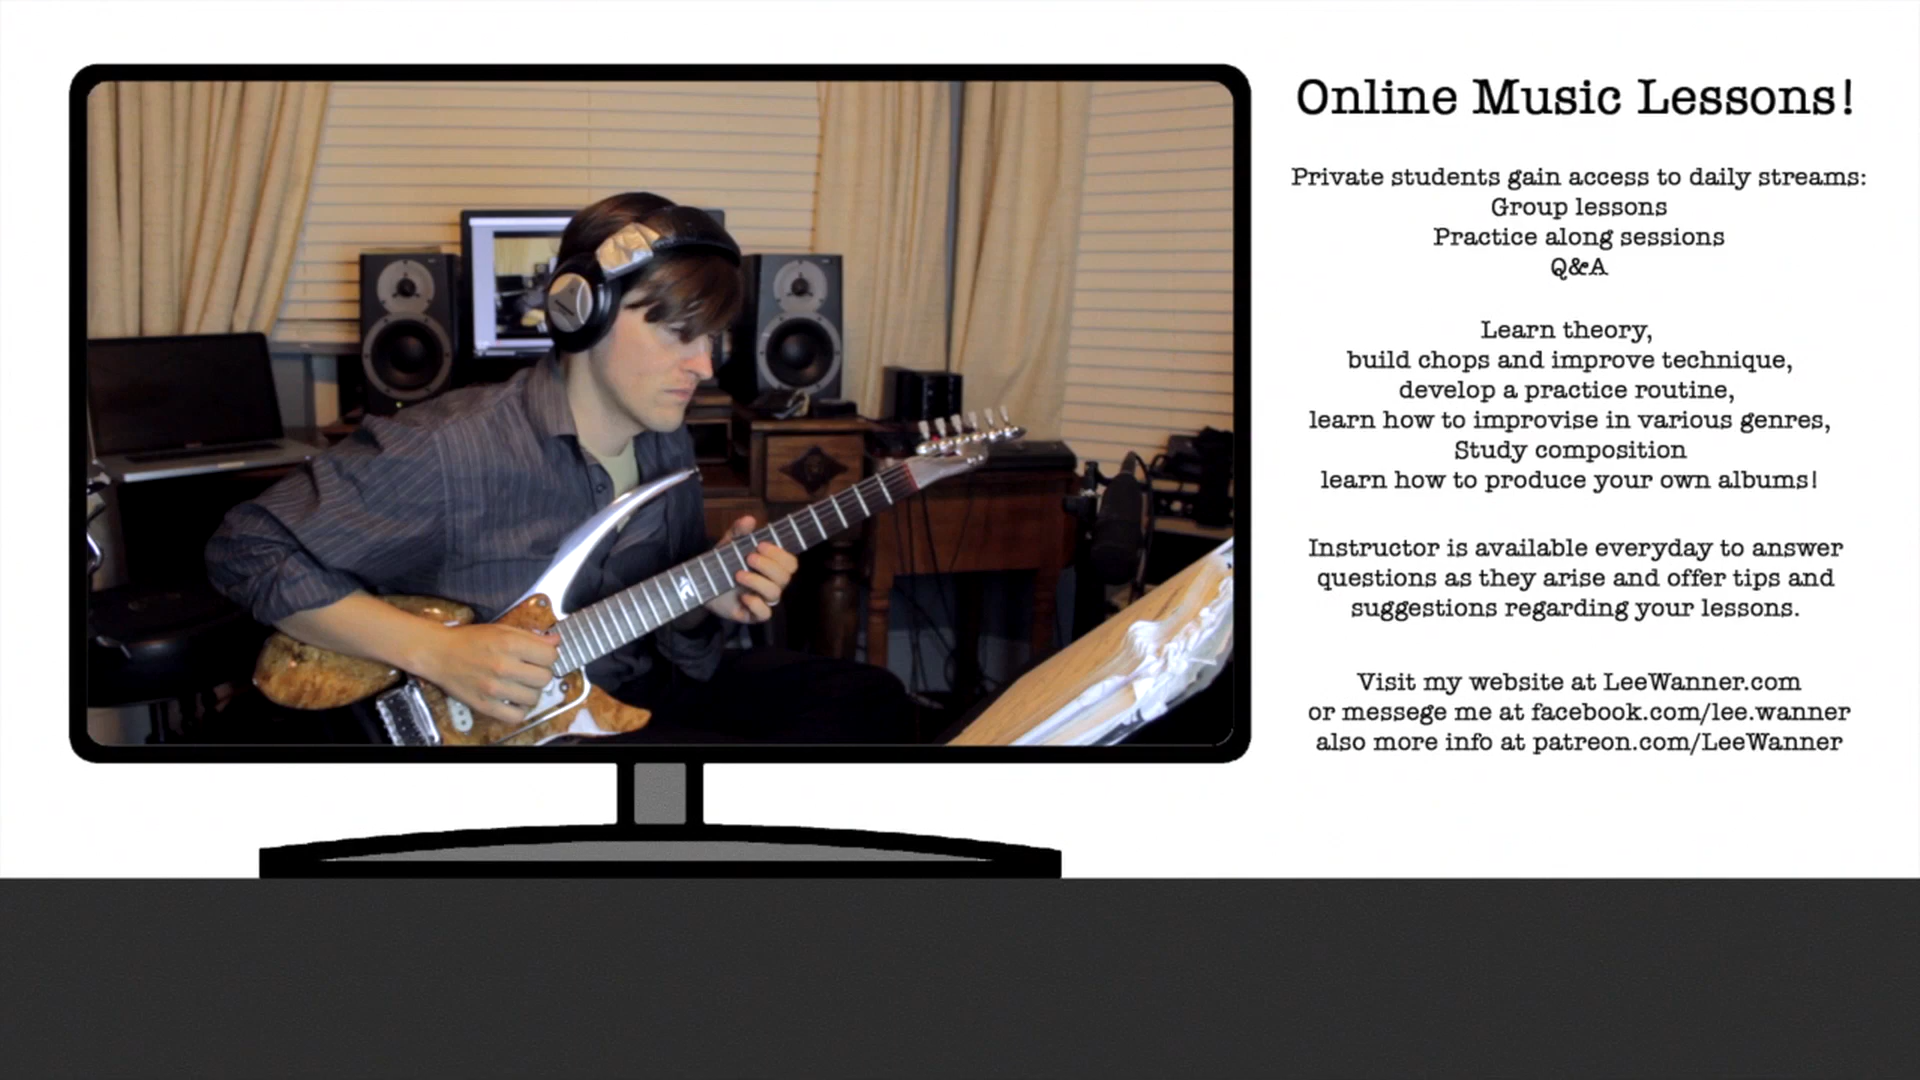 Online Music Lessons!
Private students gain access to daily streams:
Group lessons
Practice along sessions
Q&A
Learn theory,
build chops and improve technique,
develop a practice routine,
learn how to improvise in various genres,
Study composition
learn how to produce your own albums!
Instructor is available everyday to answer
questions as they arise and offer tips and
suggestions regarding your lessons.
Visit my website at LeeWanner.com
or messege me at facebook.com/lee.wanner
also more info at patreon.com/LeeWanner